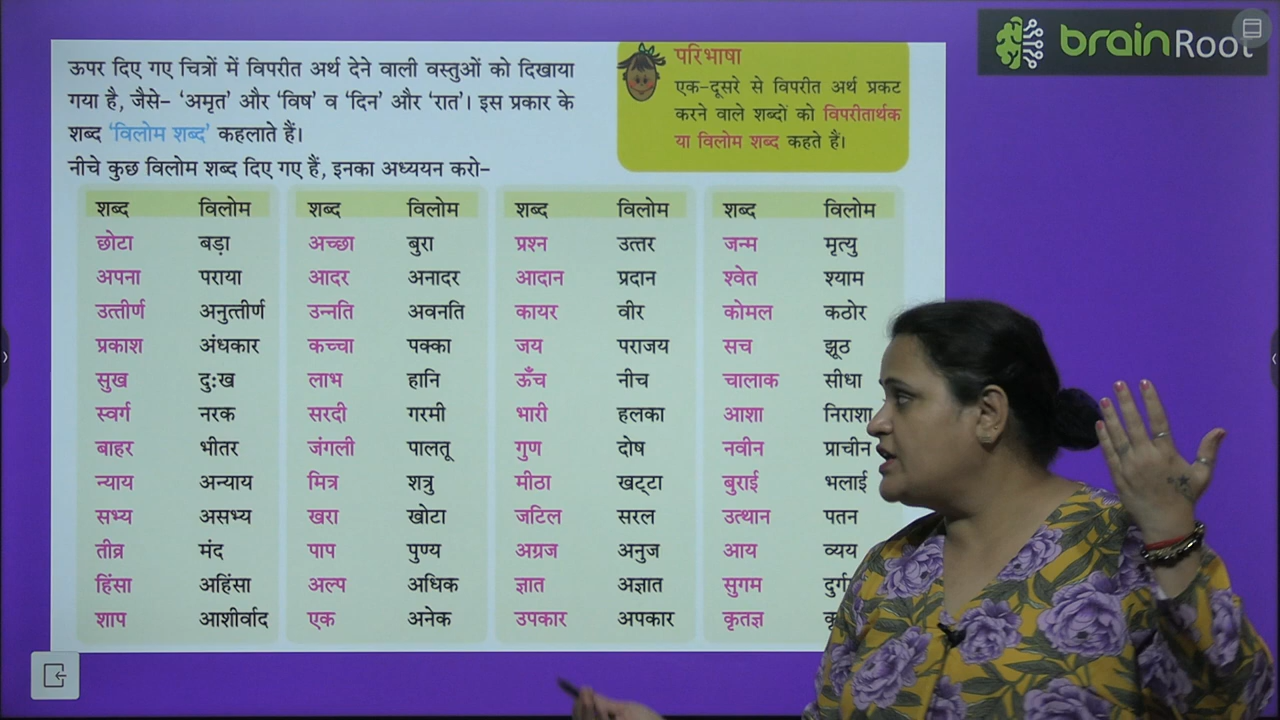 brainRoot
ऊपर दिए गए चित्रों में विपरीत अर्थ देने वाली वस्तुओं को दिखाया
गया है, जैसे- ‘अमृत’ और ‘विष’ व ‘दिन’ और ‘रात’। इस प्रकार के
शब्द ‘विलोम शब्द’ कहलाते हैं।
नीचे कुछ विलोम शब्द दिए गए हैं, इनका अध्ययन करो-
परिभाषा
एक-दूसरे से विपरीत अर्थ प्रकट
करने वाले शब्दों को विपरीतार्थक
या विलोम शब्द कहते हैं।
शब्द विलोम शब्द विलोम शब्द विलोम शब्द विलोम
छोटा बड़ा अच्छा बुरा प्रश्न उत्तर जन्म मृत्यु
अपना पराया आदर अनादर आदान प्रदान श्वेत श्याम
उत्तीर्ण अनुत्तीर्ण उन्नति अवनति कायर वीर कोमल कठोर
प्रकाश अंधकार कच्चा पक्का जय पराजय सच झूठ
सुख दुःख लाभ हानि ऊँच नीच चालाक सीधा
स्वर्ग नरक सरदी गरमी भारी हलका आशा निराशा
बाहर भीतर जंगली पालतू गुण दोष नवीन प्राचीन
न्याय अन्याय मित्र शत्रु मीठा खट्टा बुराई भलाई
सभ्य असभ्य खरा खोटा जटिल सरल उत्थान पतन
तीव्र मंद पाप पुण्य अग्रज अनुज आय व्यय
हिंसा अहिंसा अल्प अधिक ज्ञात अज्ञात सुगम
शाप आशीर्वाद एक अनेक उपकार अपकार कृतज्ञ